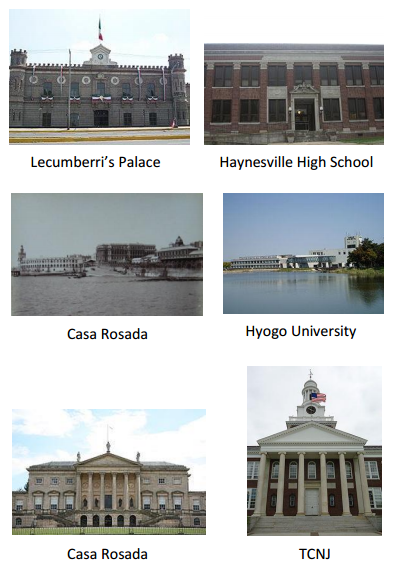 Lecumberri's Palace
Haynesville High School
Casa Rosada
Hyogo University
Casa Rosada
TCNJ